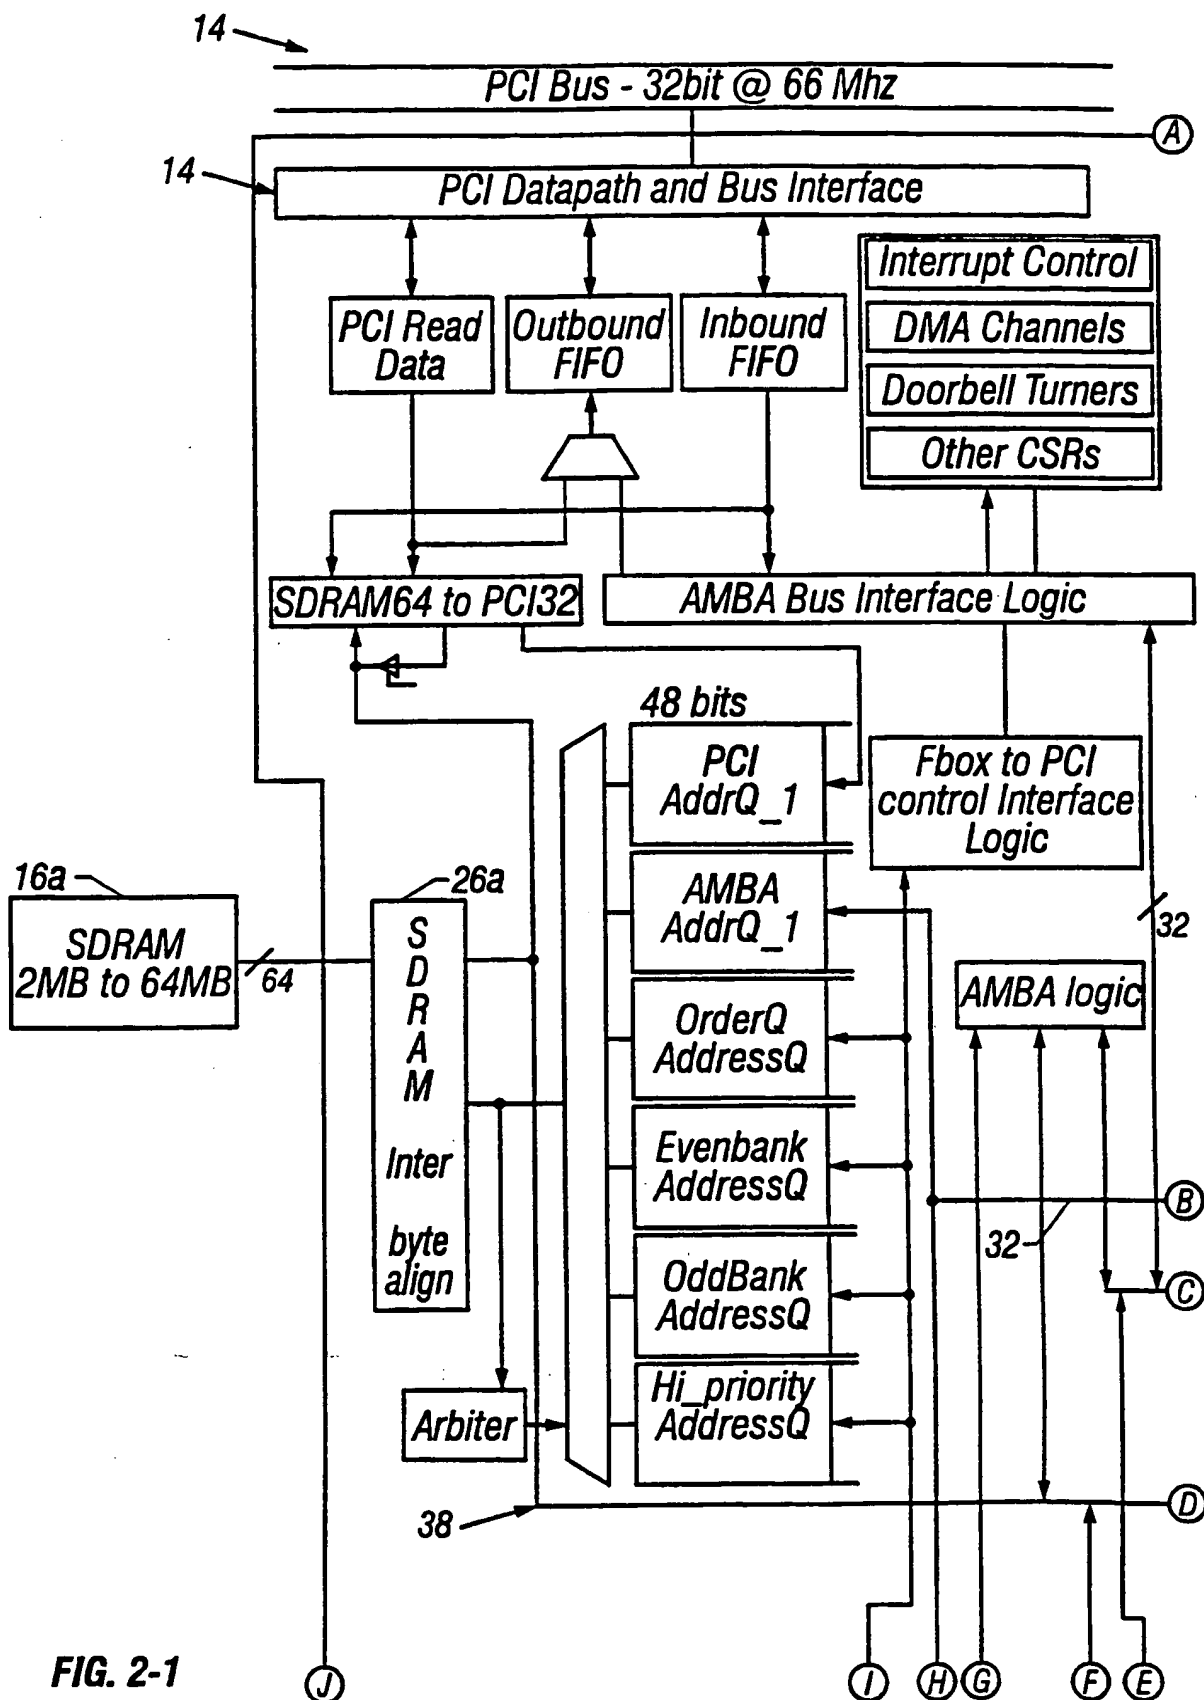 14
PCI Bus - 32bit @ 66 Mhz
A
14
PCI Datapath and Bus Interface
Interrupt Control
DMA Channels
Doorbell Turners
Other CSRs
PCI Read
Data
Outbound
FIFO
Inbound
FIFO
SDRAM64 to PCI32
AMBA Bus Interface Logic
48 bits
PCI
AddrQ_1
Fbox to PCI
control Interface
Logic
16a
SDRAM
2MB to 64MB
64
26a
S
D
R
A
M
Inter
byte
align
AMBA
AddrQ_1
32
AMBA logic
OrderQ
AddressQ
Evenbank
AddressQ
B
32
OddBank
AddressQ
C
Hi_priority
AddressQ
Arbiter
38
D
FIG. 2-1
J
I
H
G
F
E